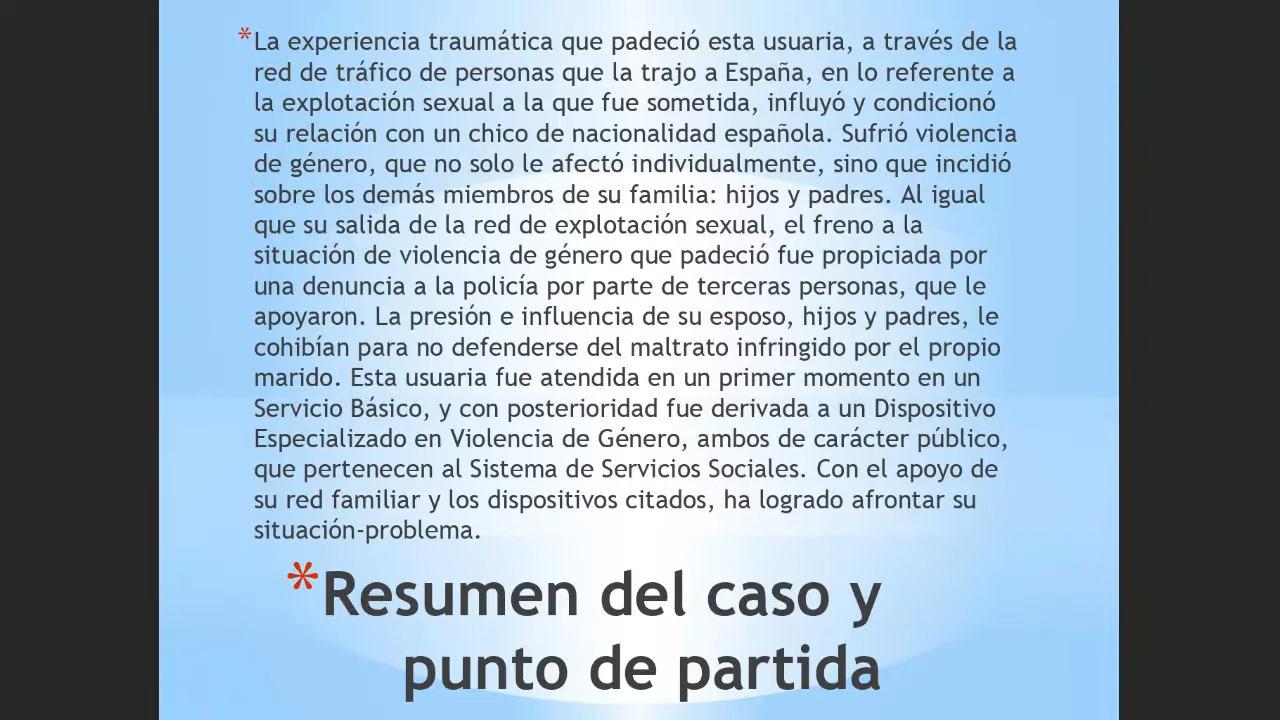 *La experiencia traumática que padeció esta usuaria, a través de la
red de tráfico de personas que la trajo a España, en lo referente a
la explotación sexual a la que fue sometida, influyó y condicionó
su relación con un chico de nacionalidad española. Sufrió violencia
de género, que no solo le afectó individualmente, sino que incidió
sobre los demás miembros de su familia: hijos y padres. Al igual
que su salida de la red de explotación sexual, el freno a la
situación de violencia de género que padeció fue propiciada por
una denuncia a la policía por parte de terceras personas, que le
apoyaron. La presión e influencia de su esposo, hijos y padres, le
cohibían para no defenderse del maltrato infringido por el propio
marido. Esta usuaria fue atendida en un primer momento en un
Servicio Básico, y con posterioridad fue derivada a un Dispositivo
Especializado en Violencia de Género, ambos de carácter público,
que pertenecen al Sistema de Servicios Sociales. Con el apoyo de
su red familiar y los dispositivos citados, ha logrado afrontar su
situación-problema.
*Resumen del caso y
punto de partida